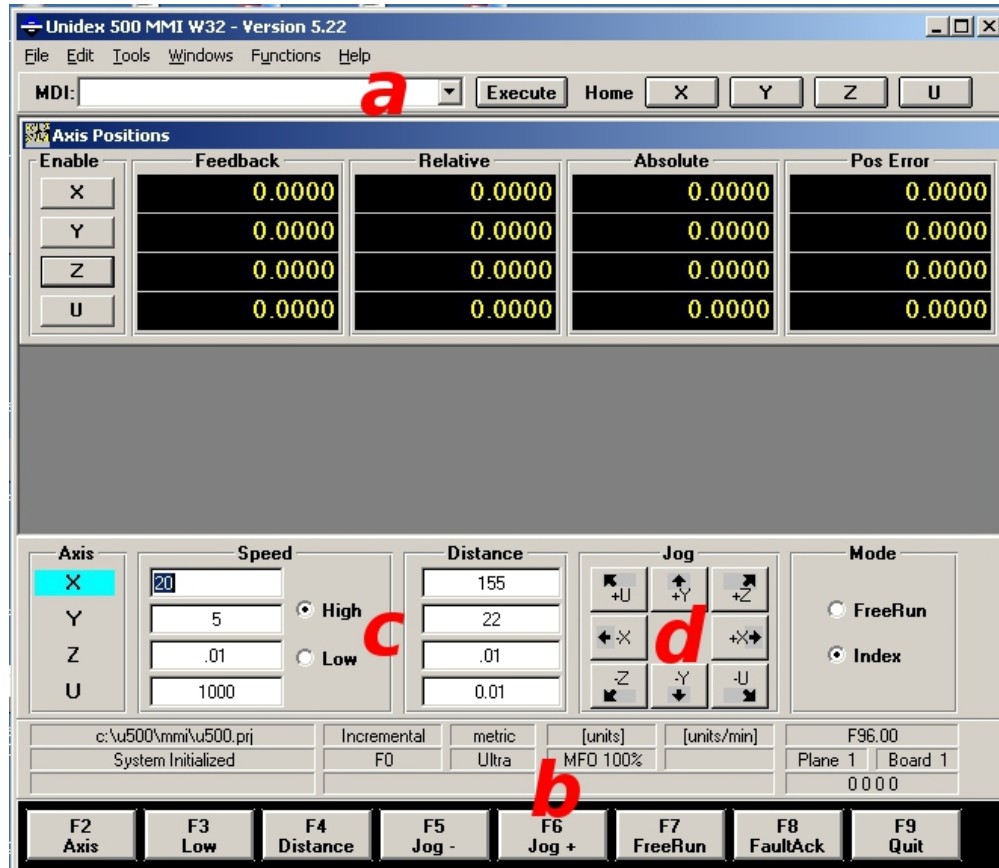 Unidex 500 MMI W32 - Version 5.22
File Edit Tools Windows Functions Help
MDI: a Execute Home X Y Z U
Axis Positions
Enable Feedback Relative Absolute Pos Error
X 0.0000 0.0000 0.0000 0.0000
Y 0.0000 0.0000 0.0000 0.0000
Z 0.0000 0.0000 0.0000 0.0000
U 0.0000 0.0000 0.0000 0.0000
Axis Speed Distance Jog Mode
X 20 155 +U +Y +Z
Y 5 High c 22 d FreeRun
-X +X
Z .01 Low .01 Index
U 1000 0.01 -Z -Y -U
c:\u500\mmi\u500.prj Incremental metric [units] [units/min] F96.00
System Initialized F0 Ultra MFO 100% Plane 1 Board 1
b 0 0 0 0
F2 F3 F4 F5 F6 F7 F8 F9
Axis Low Distance Jog - Jog + FreeRun FaultAck Quit